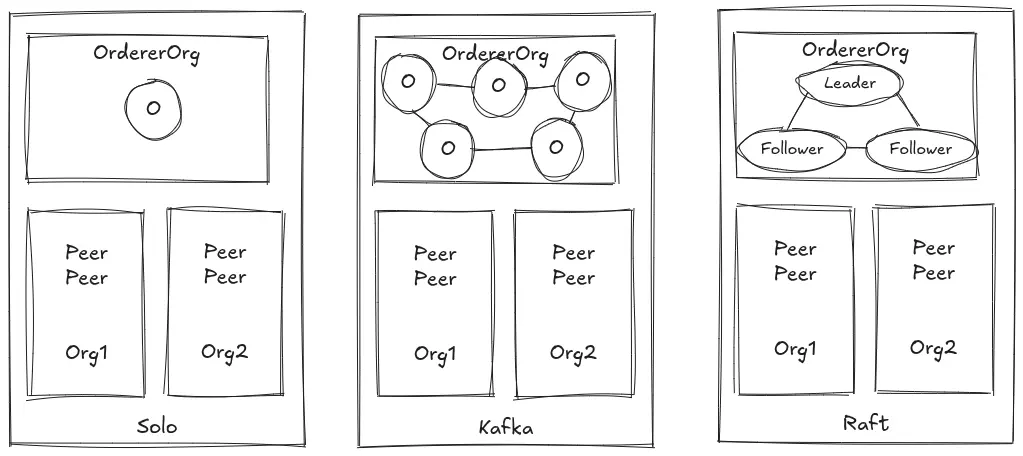 OrdererOrg
O
Peer
Peer
Org1
Peer
Peer
Org2
Solo
OrdererOrg
O
O
O
O
O
Peer
Peer
Org1
Peer
Peer
Org2
Kafka
OrdererOrg
Leader
Follower
Follower
Peer
Peer
Org1
Peer
Peer
Org2
Raft